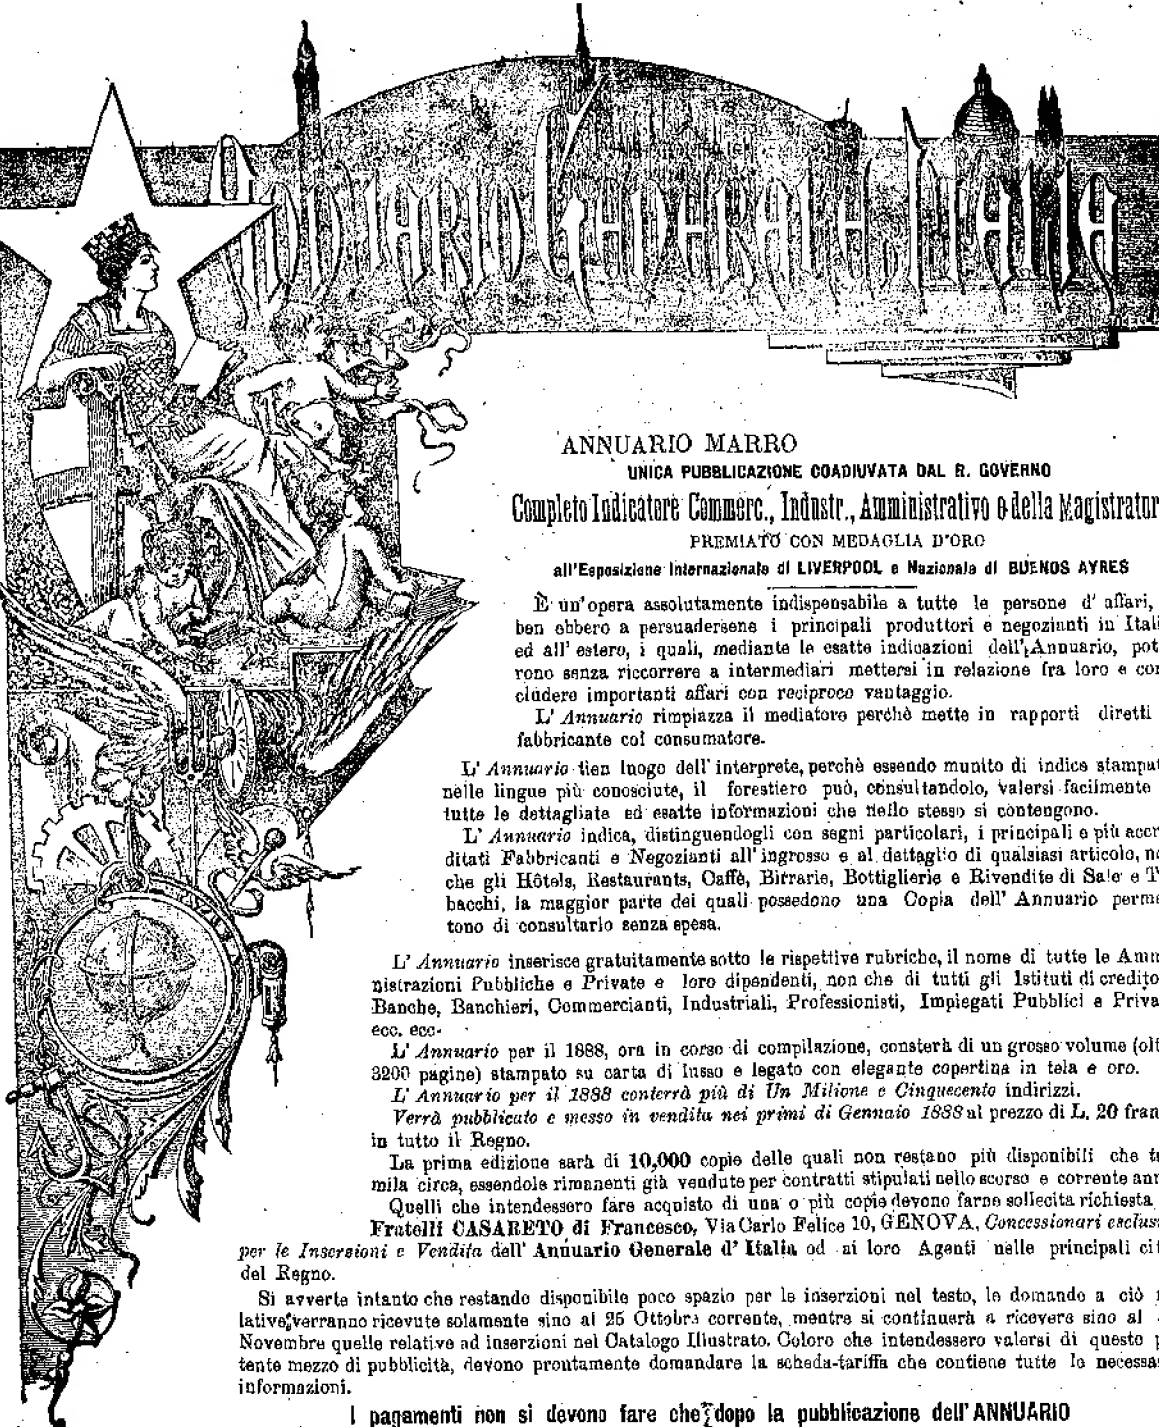 Annuario Generale d'Italia
ANNUARIO MARRO
UNICA PUBBLICAZIONE COADIUVATA DAL R. GOVERNO
Completo Indicatore Commerc., Industr., Amministrativo e della Magistratur
PREMIATO CON MEDAGLIA D'ORO
all'Esposizione Internazionale di LIVERPOOL e Nazionale di BUENOS AYRES
È un'opera assolutamente indispensabile a tutte le persone d' affari,
ben ebbero a persuadersene i principali produttori e negozianti in Itali
ed all' estero, i quali, mediante le esatte indicazioni dell'Annuario, pot
rono senza riccorrere a intermediari mettersi in relazione fra loro e con
cludere importanti affari con reciproco vantaggio.
L' Annuario rimpiazza il mediatore perchè mette in rapporti diretti
fabbricante col consumatore.
L' Annuario tien luogo dell' interprete, perchè essendo munito di indice stampat
nelle lingue più conosciute, il forestiero può, consultandolo, valersi facilmente
tutte le dettagliate ed esatte informazioni che nello stesso si contengono.
L' Annuario indica, distinguendogli con segni particolari, i principali e più accr
ditati Fabbricanti e Negozianti all' ingrosso e al dettaglio di qualsiasi articolo, no
che gli Hôtels, Restaurants, Caffè, Birrarie, Bottiglierie e Rivendite di Sale e T
bacchi, la maggior parte dei quali possedono una Copia dell' Annuario perme
tono di consultarlo senza spesa.
L' Annuario inserisce gratuitamente sotto le rispettive rubriche, il nome di tutte le Amm
nistrazioni Pubbliche e Private e loro dipendenti, non che di tutti gli Istituti di credito
Banche, Banchieri, Commercianti, Industriali, Professionisti, Impiegati Pubblici e Priva
ecc. ecc.
L' Annuario per il 1888, ora in corso di compilazione, consterà di un grosso volume (olt
3200 pagine) stampato su carta di lusso e legato con elegante copertina in tela e oro.
L' Annuario per il 1888 conterrà più di Un Milione e Cinquecento indirizzi.
Verrà pubblicato e messo in vendita nei primi di Gennaio 1888 al prezzo di L. 20 fran
in tutto il Regno.
La prima edizione sarà di 10,000 copie delle quali non restano più disponibili che t
mila circa, essendole rimanenti già vendute per contratti stipulati nello scorso e corrente ann
Quelli che intendessero fare acquisto di una o più copie devono farne sollecita richiesta
Fratelli CASARETO di Francesco, Via Carlo Felice 10, GENOVA, Concessionari esclus
per le Inserzioni e Vendita dell' Annuario Generale d' Italia od ai loro Agenti nelle principali cit
del Regno.
Si avverte intanto che restando disponibile poco spazio per le inserzioni nel testo, le domande a ciò
lative verranno ricevute solamente sino al 25 Ottobre corrente, mentre si continuerà a ricevere sino al
Novembre quelle relative ad inserzioni nel Catalogo Illustrato. Coloro che intendessero valersi di questo p
tente mezzo di pubblicità, devono prontamente domandare la scheda-tariffa che contiene tutte le necessa
informazioni.
I pagamenti non si devono fare che dopo la pubblicazione dell' ANNUARIO